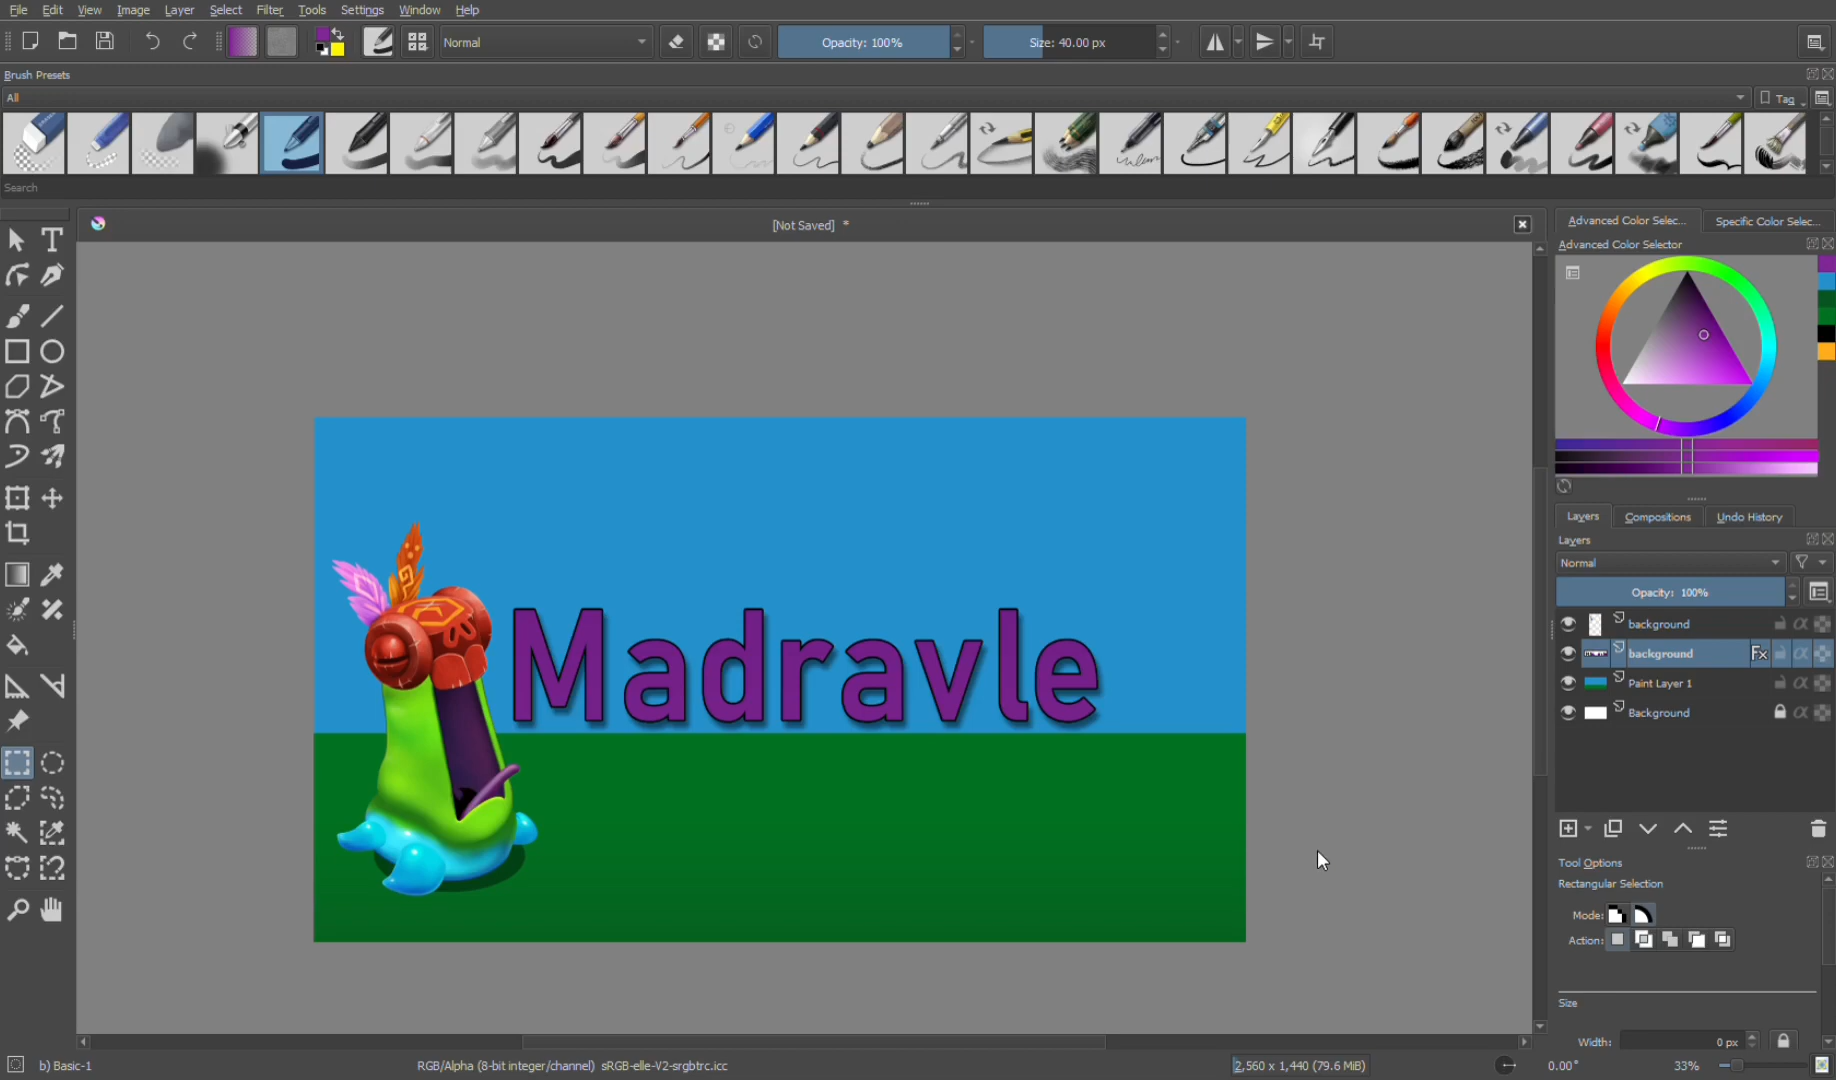 File Edit View Image Layer Select Filter Tools Settings Window Help
Normal Opacity: 100% Size: 40.00 px
Brush Presets
All Tag
Search
[Not Saved] *
Advanced Color Selec... Specific Color Selec...
Advanced Color Selector
Madravle
Layers Compositions Undo History
Layers
Normal
Opacity: 100%
background
background Fx
Paint Layer 1
Background
Tool Options
Rectangular Selection
Mode:
Action:
Size
Width: 0 px
b) Basic-1 RGB/Alpha (8-bit integer/channel) sRGB-elle-V2-srgbtrc.icc 2,560 x 1,440 (79.6 MiB) 0.00° 33%